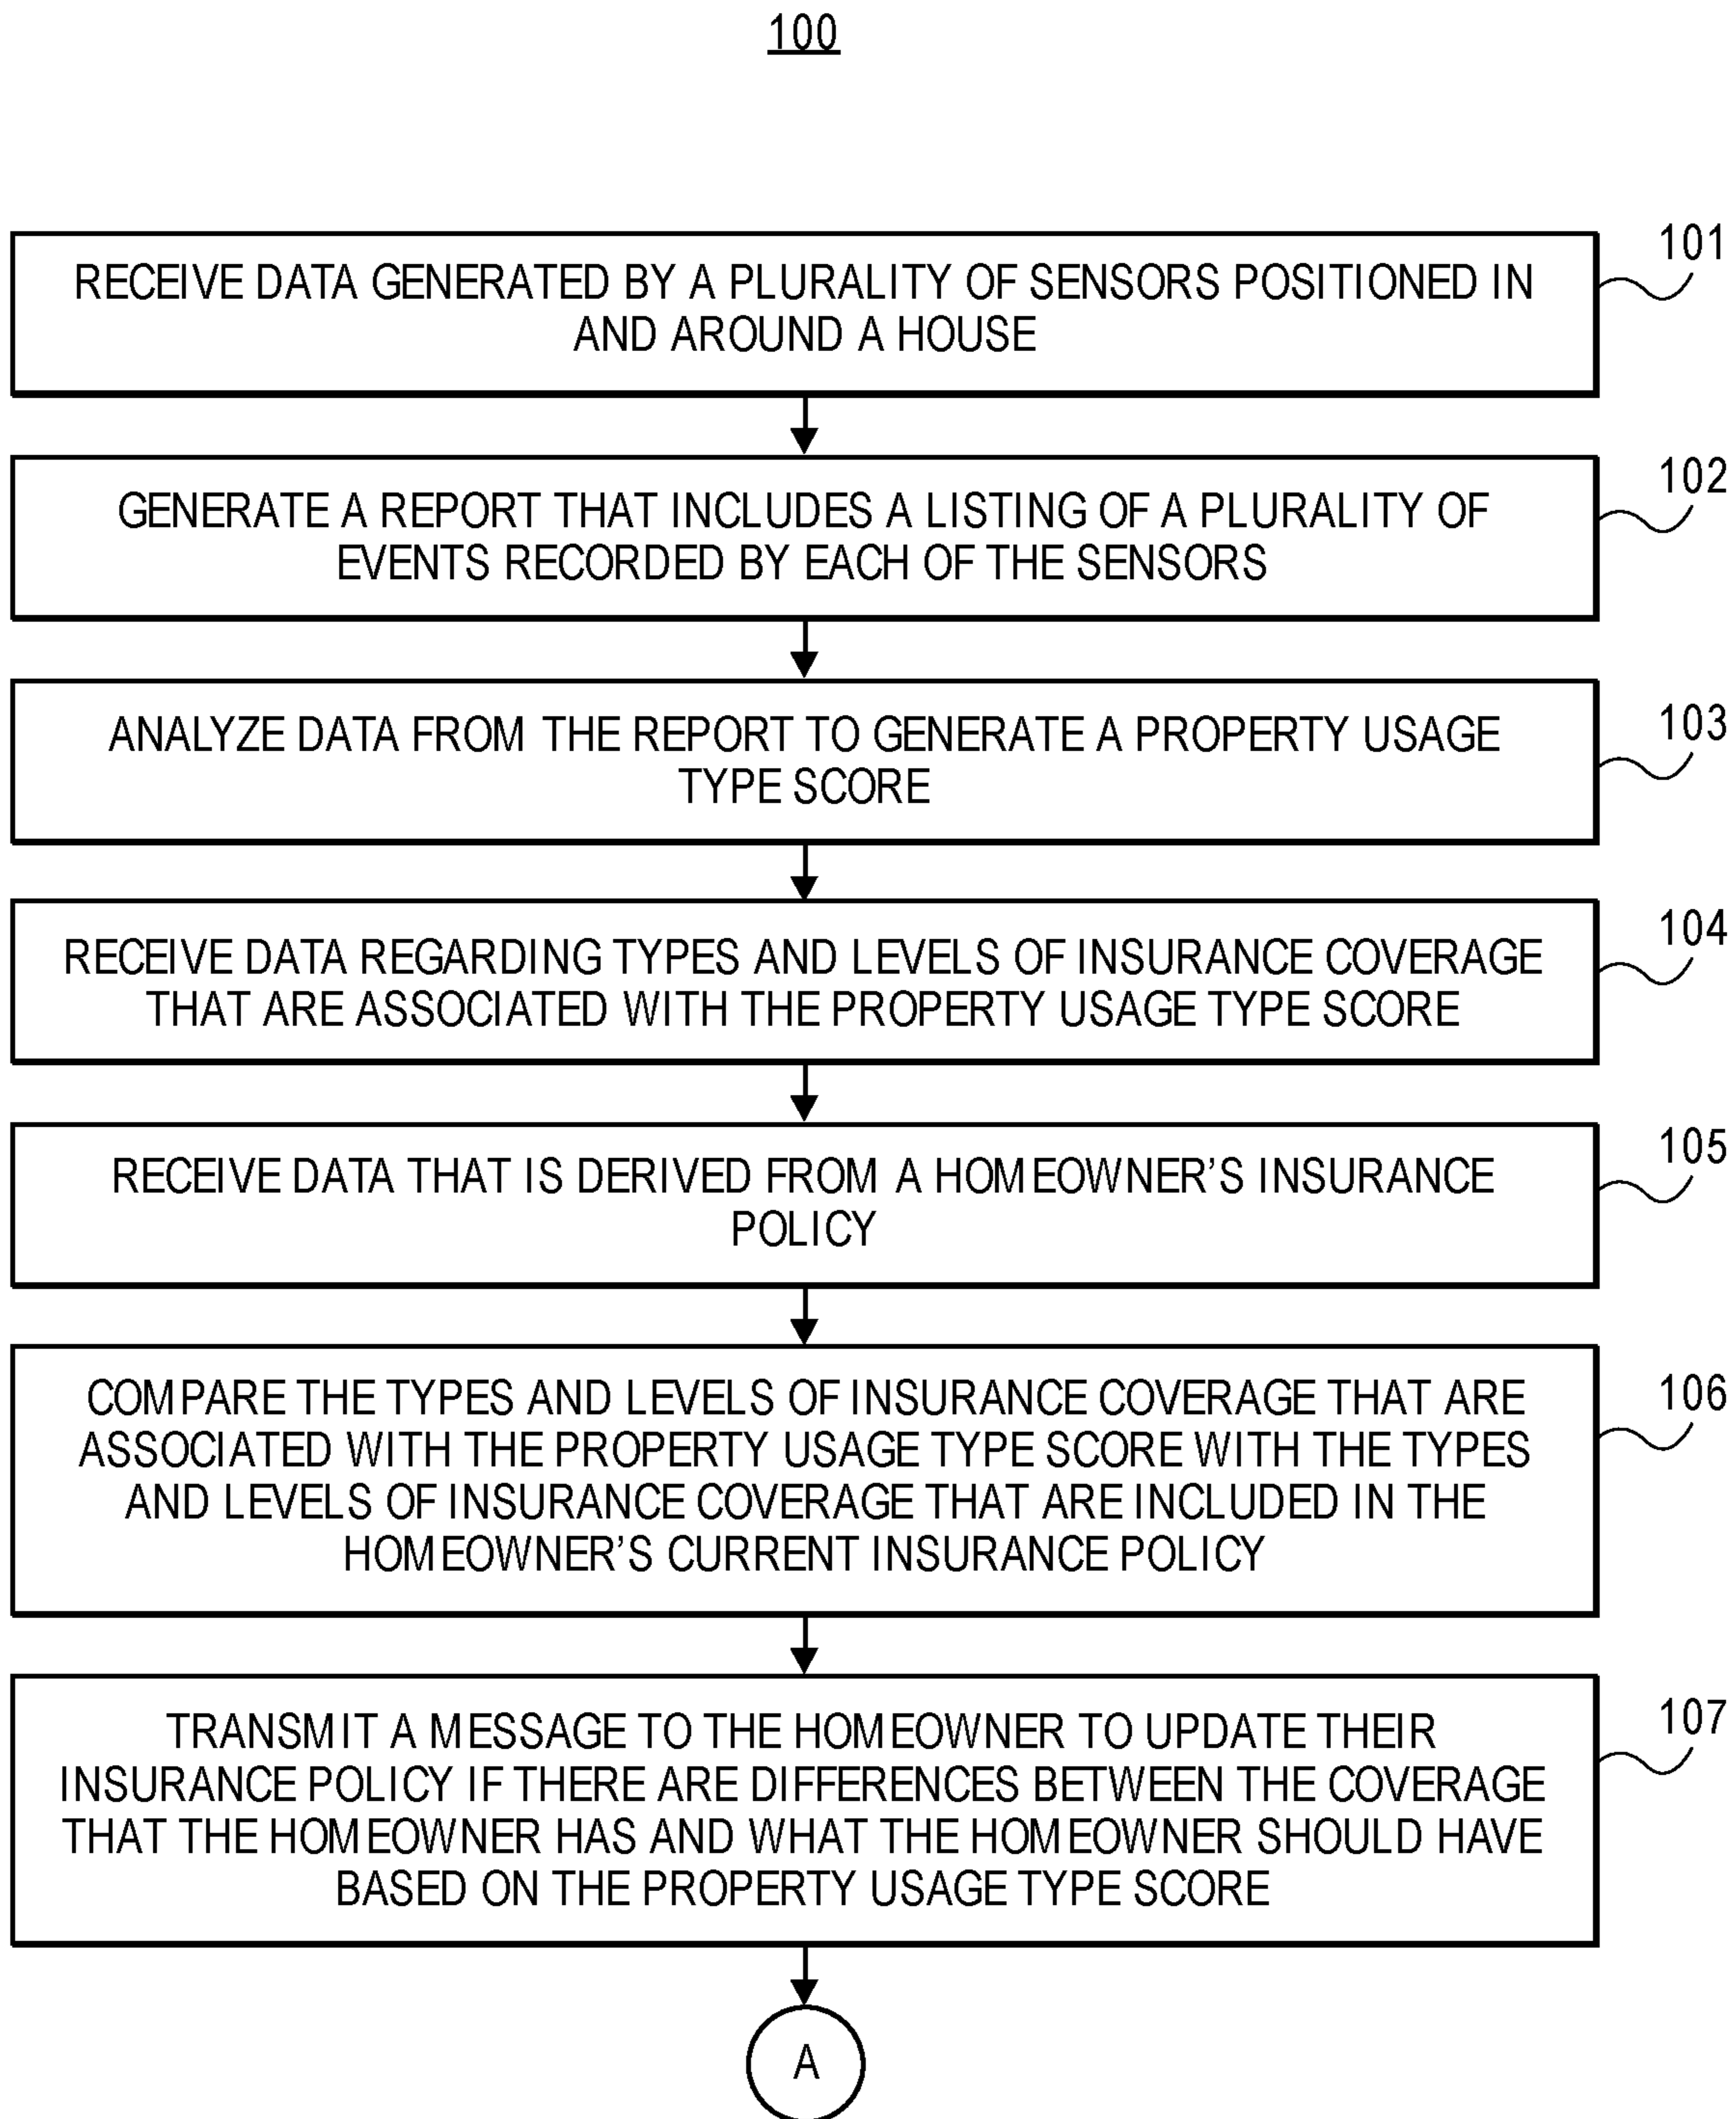 100
101
RECEIVE DATA GENERATED BY A PLURALITY OF SENSORS POSITIONED IN
AND AROUND A HOUSE
102
GENERATE A REPORT THAT INCLUDES A LISTING OF A PLURALITY OF
EVENTS RECORDED BY EACH OF THE SENSORS
103
ANALYZE DATA FROM THE REPORT TO GENERATE A PROPERTY USAGE
TYPE SCORE
104
RECEIVE DATA REGARDING TYPES AND LEVELS OF INSURANCE COVERAGE
THAT ARE ASSOCIATED WITH THE PROPERTY USAGE TYPE SCORE
105
RECEIVE DATA THAT IS DERIVED FROM A HOMEOWNER'S INSURANCE
POLICY
106
COMPARE THE TYPES AND LEVELS OF INSURANCE COVERAGE THAT ARE
ASSOCIATED WITH THE PROPERTY USAGE TYPE SCORE WITH THE TYPES
AND LEVELS OF INSURANCE COVERAGE THAT ARE INCLUDED IN THE
HOMEOWNER'S CURRENT INSURANCE POLICY
107
TRANSMIT A MESSAGE TO THE HOMEOWNER TO UPDATE THEIR
INSURANCE POLICY IF THERE ARE DIFFERENCES BETWEEN THE COVERAGE
THAT THE HOMEOWNER HAS AND WHAT THE HOMEOWNER SHOULD HAVE
BASED ON THE PROPERTY USAGE TYPE SCORE
A